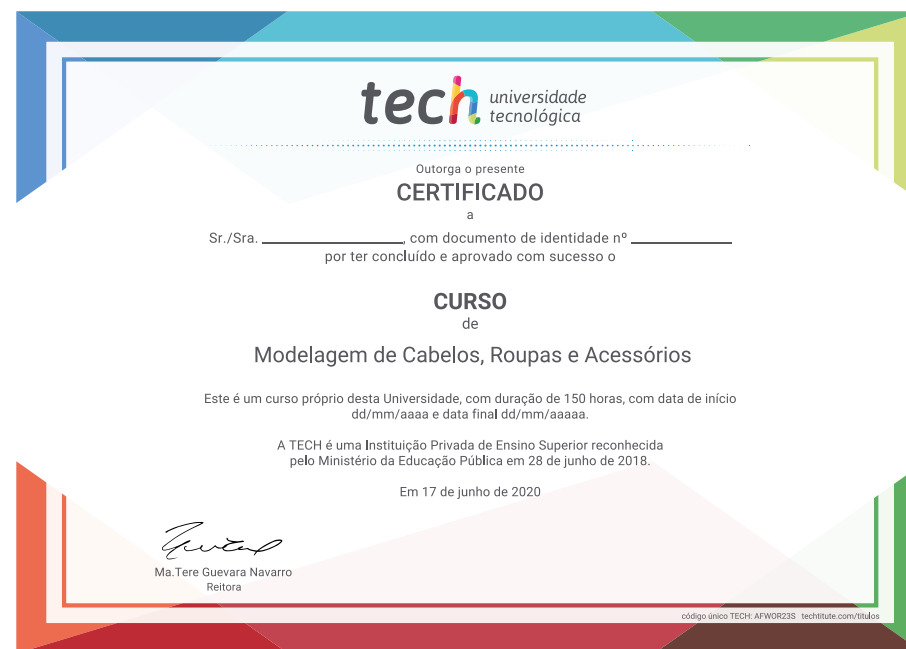 tech universidade
tecnológica
Outorga o presente
CERTIFICADO
a
Sr./Sra. ____________, com documento de identidade nº ____________
por ter concluído e aprovado com sucesso o
CURSO
de
Modelagem de Cabelos, Roupas e Acessórios
Este é um curso próprio desta Universidade, com duração de 150 horas, com data de início
dd/mm/aaaa e data final dd/mm/aaaaa.
A TECH é uma Instituição Privada de Ensino Superior reconhecida
pelo Ministério da Educação Pública em 28 de junho de 2018.
Em 17 de junho de 2020
Ma.Tere Guevara Navarro
Reitora
código único TECH: AFWOR23S techtitute.com/titulos